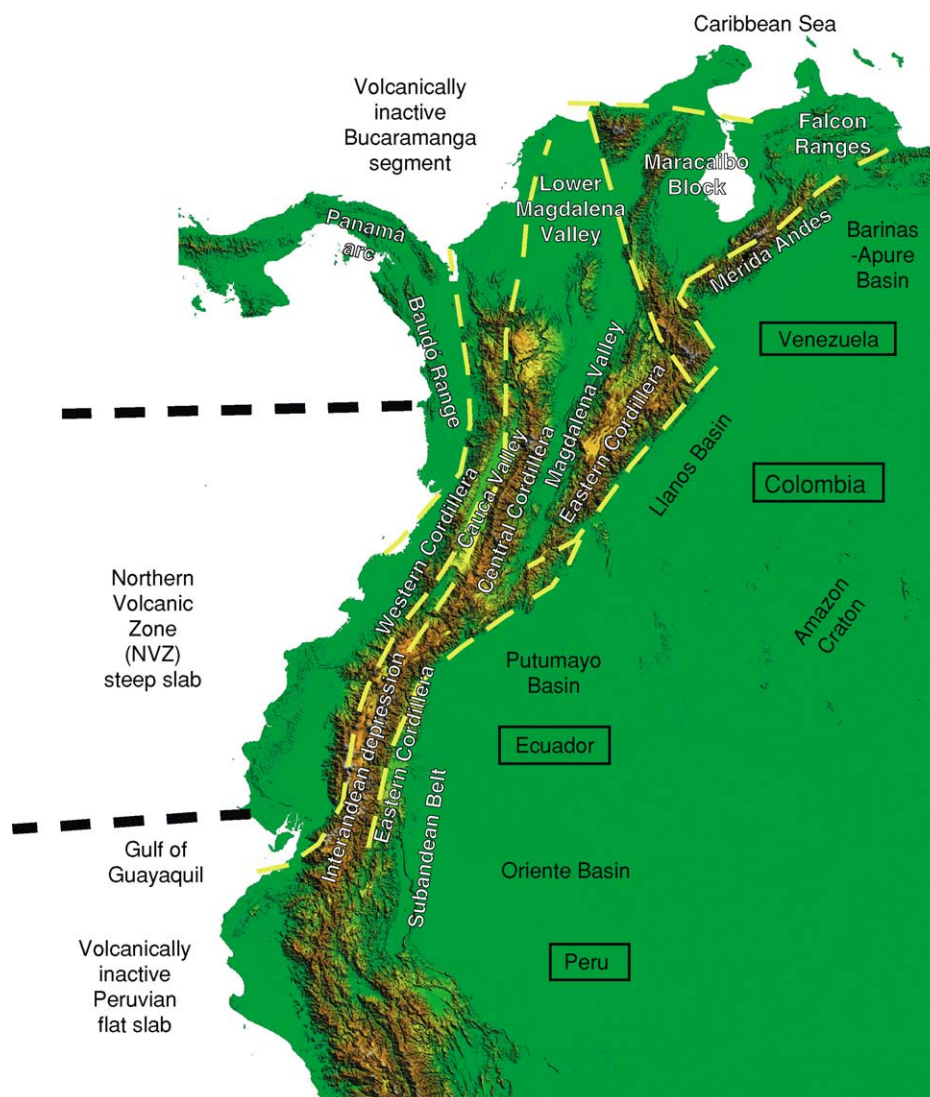 Caribbean Sea
Volcanically
inactive
Bucaramanga
segment
Falcon
Ranges
Maracaibo
Block
Lower
Magdalena
Valley
Panamá
arc
Merida Andes
Barinas
-Apure
Basin
Baudó Range
Venezuela
Magdalena Valley
Eastern Cordillera
Llanos Basin
Colombia
Western Cordillera
Cauca Valley
Central Cordillera
Northern
Volcanic
Zone
(NVZ)
steep slab
Amazon
Craton
Putumayo
Basin
Ecuador
Interandean depression
Eastern Cordillera
Subandean Belt
Gulf of
Guayaquil
Oriente Basin
Volcanically
inactive
Peruvian
flat slab
Peru